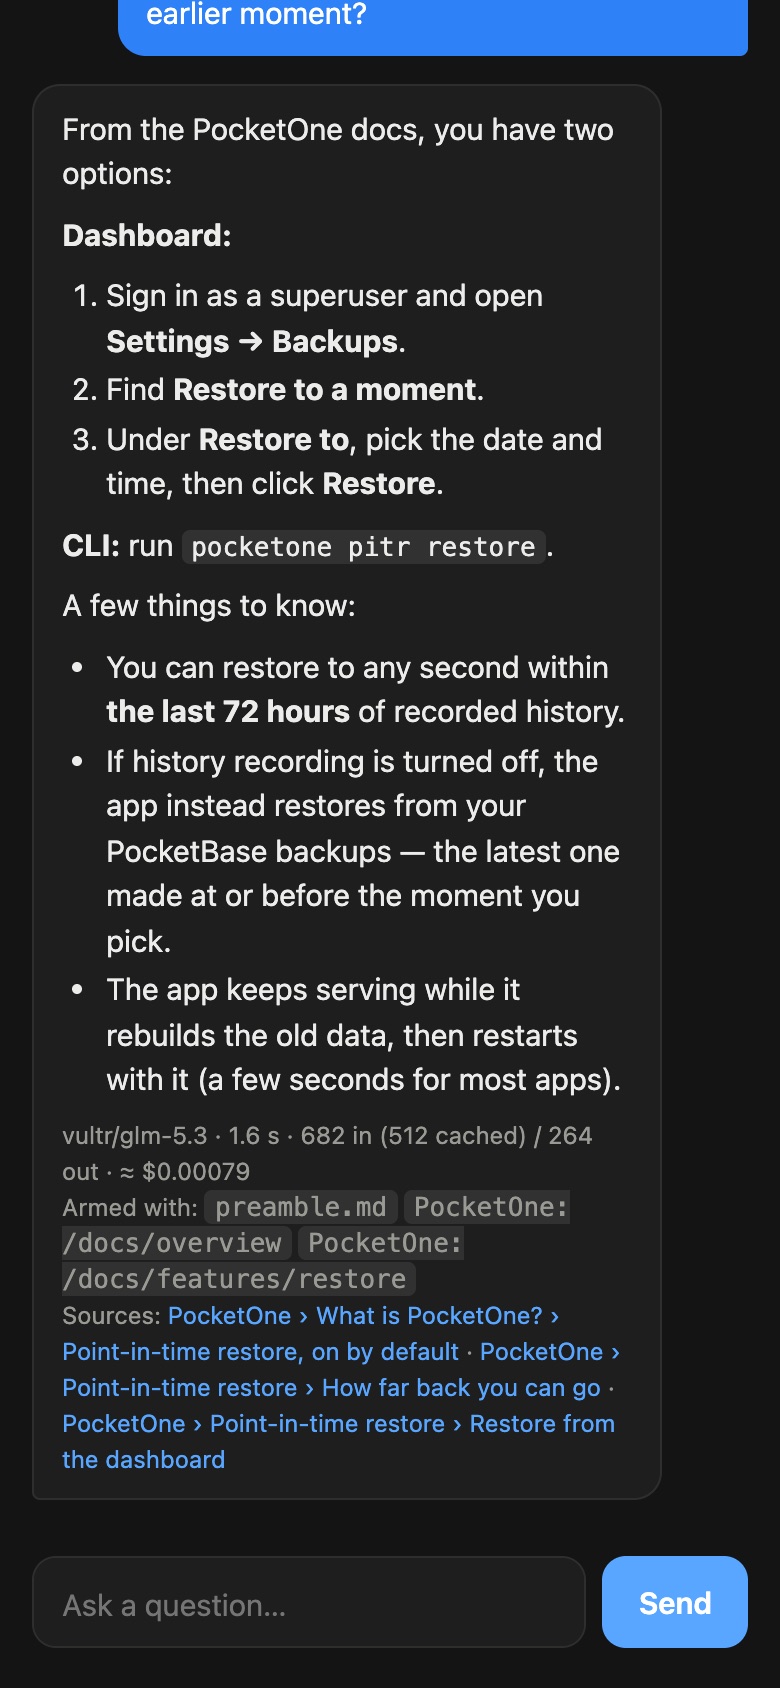 earlier moment?
From the PocketOne docs, you have two
options:
Dashboard:
1. Sign in as a superuser and open
Settings → Backups.
2. Find Restore to a moment.
3. Under Restore to, pick the date and
time, then click Restore.
CLI: run pocketone pitr restore.
A few things to know:
• You can restore to any second within
the last 72 hours of recorded history.
• If history recording is turned off, the
app instead restores from your
PocketBase backups — the latest one
made at or before the moment you
pick.
• The app keeps serving while it
rebuilds the old data, then restarts
with it (a few seconds for most apps).
vultr/glm-5.3 · 1.6 s · 682 in (512 cached) / 264
out · ≈ $0.00079
Armed with: preamble.md PocketOne:
/docs/overview PocketOne:
/docs/features/restore
Sources: PocketOne › What is PocketOne? ›
Point-in-time restore, on by default · PocketOne ›
Point-in-time restore › How far back you can go ·
PocketOne › Point-in-time restore › Restore from
the dashboard
Ask a question...
Send